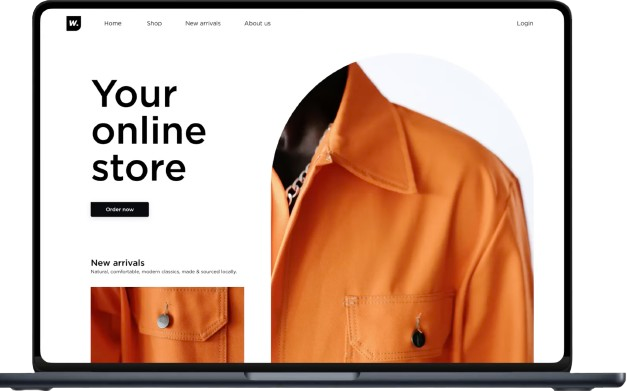 W.
Home
Shop
New arrivals
About us
Login
Your
online
store
Order now
New arrivals
Natural, comfortable, modern classics, made & sourced locally.